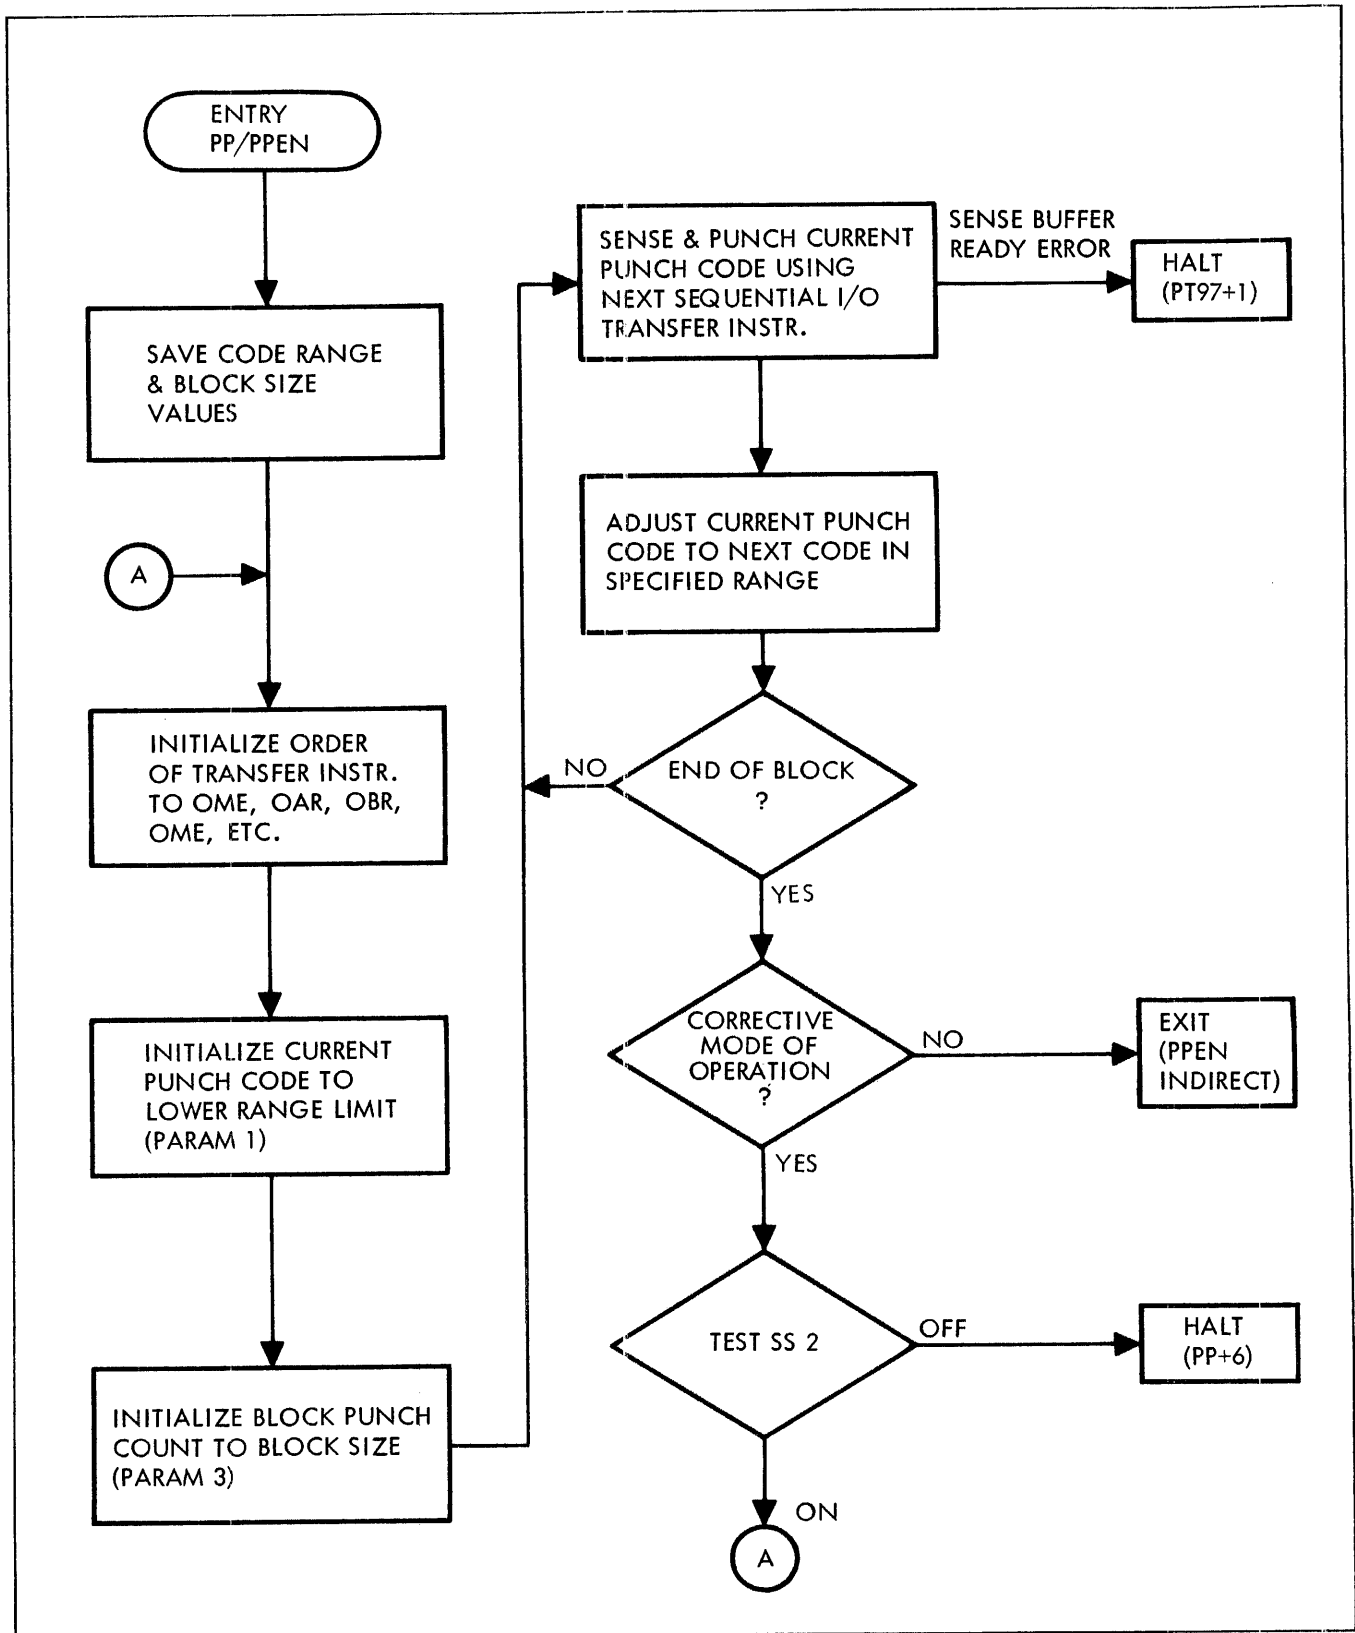 ENTRY
PP/PPEN
SAVE CODE RANGE
& BLOCK SIZE
VALUES
A
INITIALIZE ORDER
OF TRANSFER INSTR.
TO OME, OAR, OBR,
OME, ETC.
INITIALIZE CURRENT
PUNCH CODE TO
LOWER RANGE LIMIT
(PARAM 1)
INITIALIZE BLOCK PUNCH
COUNT TO BLOCK SIZE
(PARAM 3)
SENSE & PUNCH CURRENT
PUNCH CODE USING
NEXT SEQUENTIAL I/O
TRANSFER INSTR.
SENSE BUFFER
READY ERROR
HALT
(PT97+1)
ADJUST CURRENT PUNCH
CODE TO NEXT CODE IN
SPECIFIED RANGE
END OF BLOCK
?
NO
YES
CORRECTIVE
MODE OF
OPERATION
?
NO
EXIT
(PPEN
INDIRECT)
YES
TEST SS 2
OFF
HALT
(PP+6)
ON
A